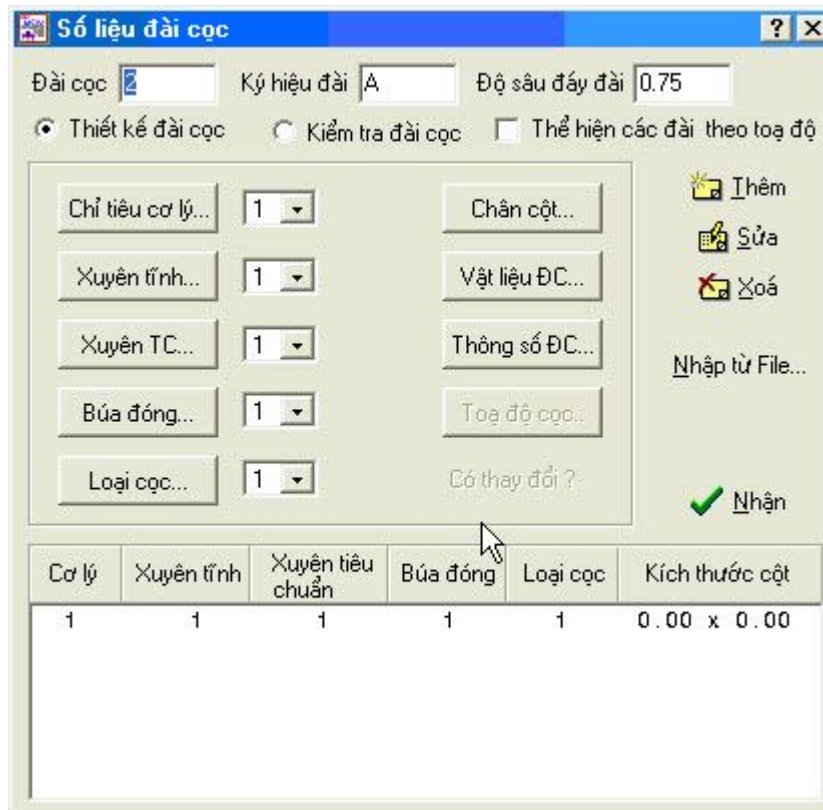 Số liệu đài cọc
Đài cọc 2 Ký hiệu đài A Độ sâu đáy đài 0.75
Thiết kế đài cọc Kiểm tra đài cọc Thể hiện các đài theo toạ độ
Chỉ tiêu cơ lý... 1 Chân cột... Thêm
Sửa
Xuyên tĩnh... 1 Vật liệu ĐC... Xoá
Xuyên TC... 1 Thông số ĐC... Nhập từ File...
Búa đóng... 1 Toạ độ cọc..
Loại cọc... 1 Có thay đổi ? Nhận
Cơ lý Xuyên tĩnh Xuyên tiêu chuẩn Búa đóng Loại cọc Kích thước cột
1 1 1 1 1 0.00 x 0.00